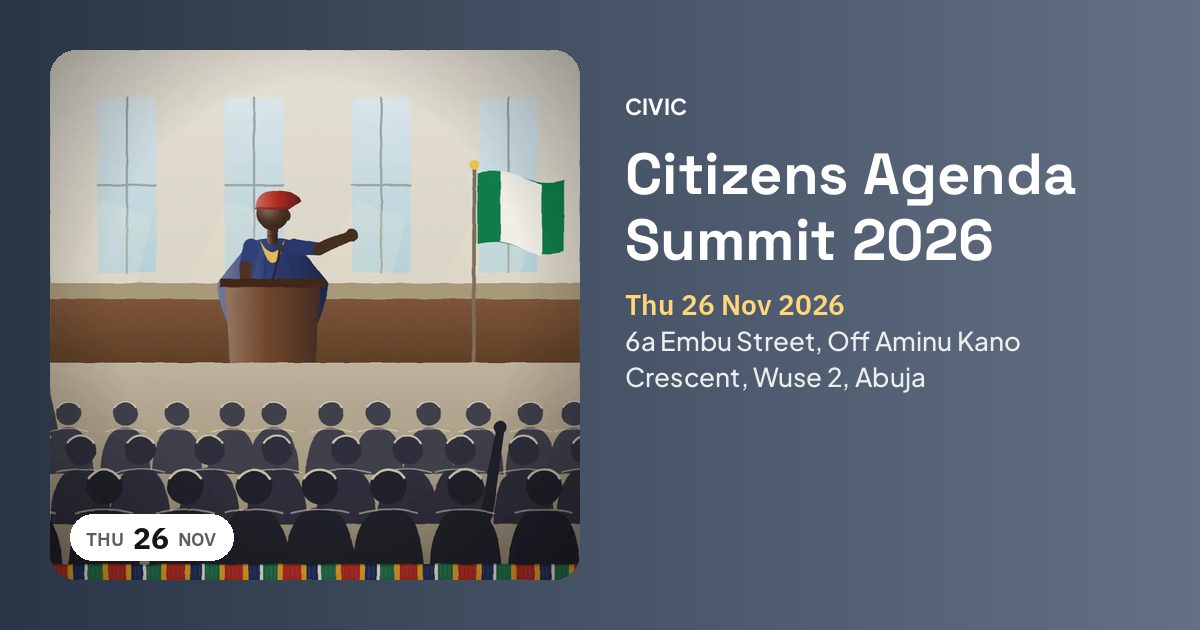 THU 26 NOV
CIVIC
Citizens Agenda
Summit 2026
Thu 26 Nov 2026
6a Embu Street, Off Aminu Kano
Crescent, Wuse 2, Abuja